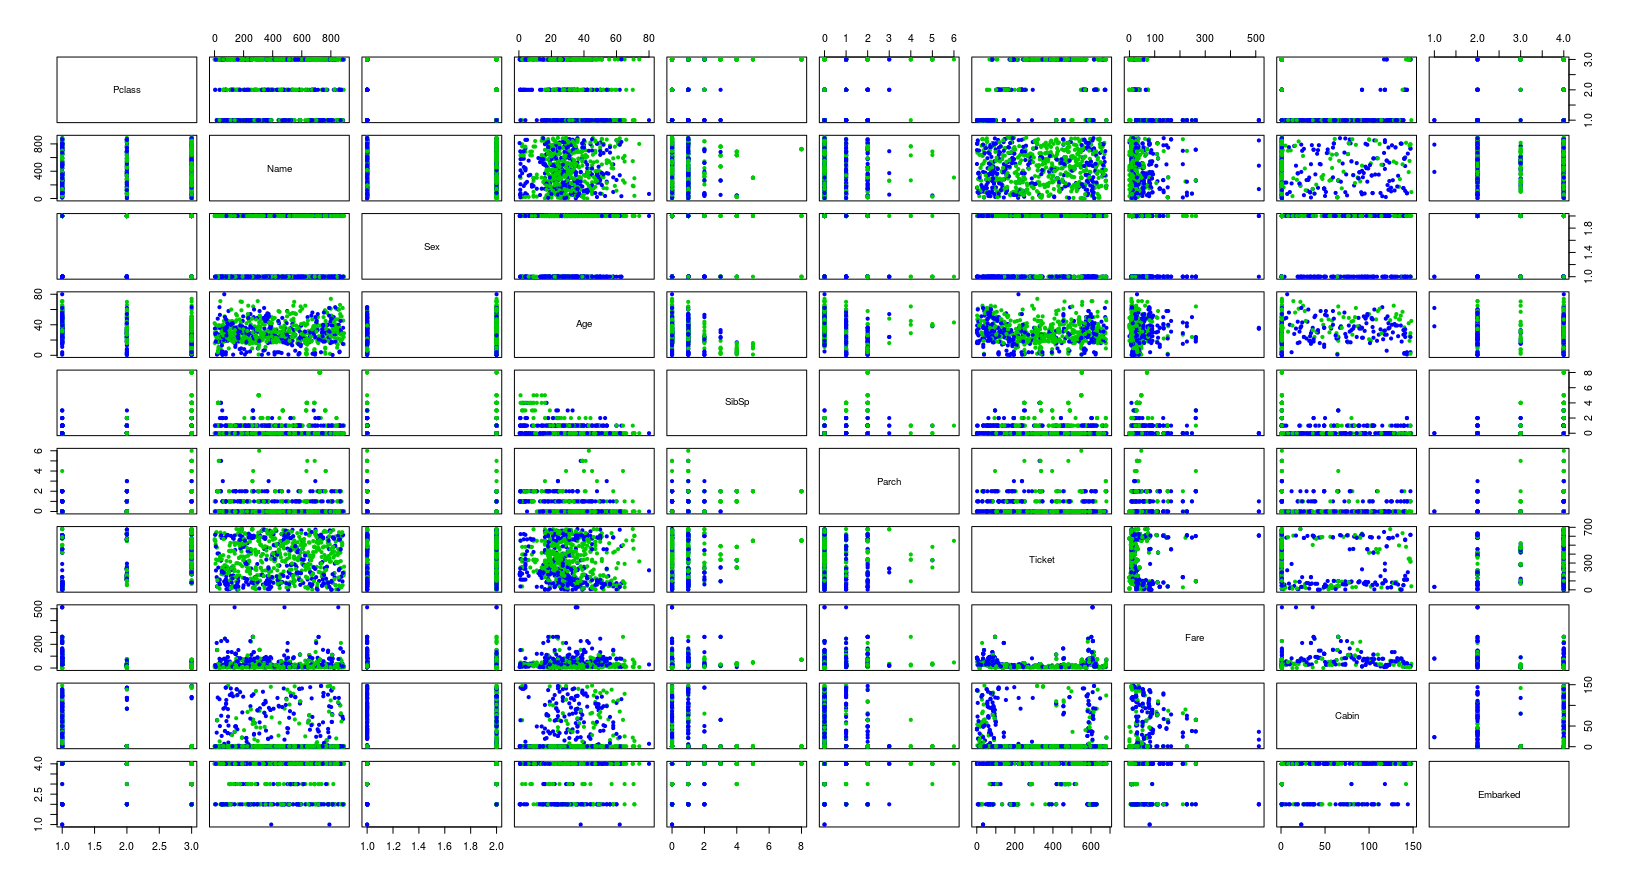 0 200 400 600 800 0 20 40 60 80 0 1 2 3 4 5 6 0 100 300 500 1.0 2.0 3.0 4.0
Pclass 1.0 2.0 3.0
0 400 800 Name
Sex 1.0 1.4 1.8
0 40 80 Age
SibSp 0 2 4 6 8
0 2 4 6 Parch
Ticket 0 300 700
0 200 500 Fare
Cabin 0 50 150
1.0 2.5 4.0 Embarked
1.0 1.5 2.0 2.5 3.0 1.0 1.2 1.4 1.6 1.8 2.0 0 2 4 6 8 0 200 400 600 0 50 100 150